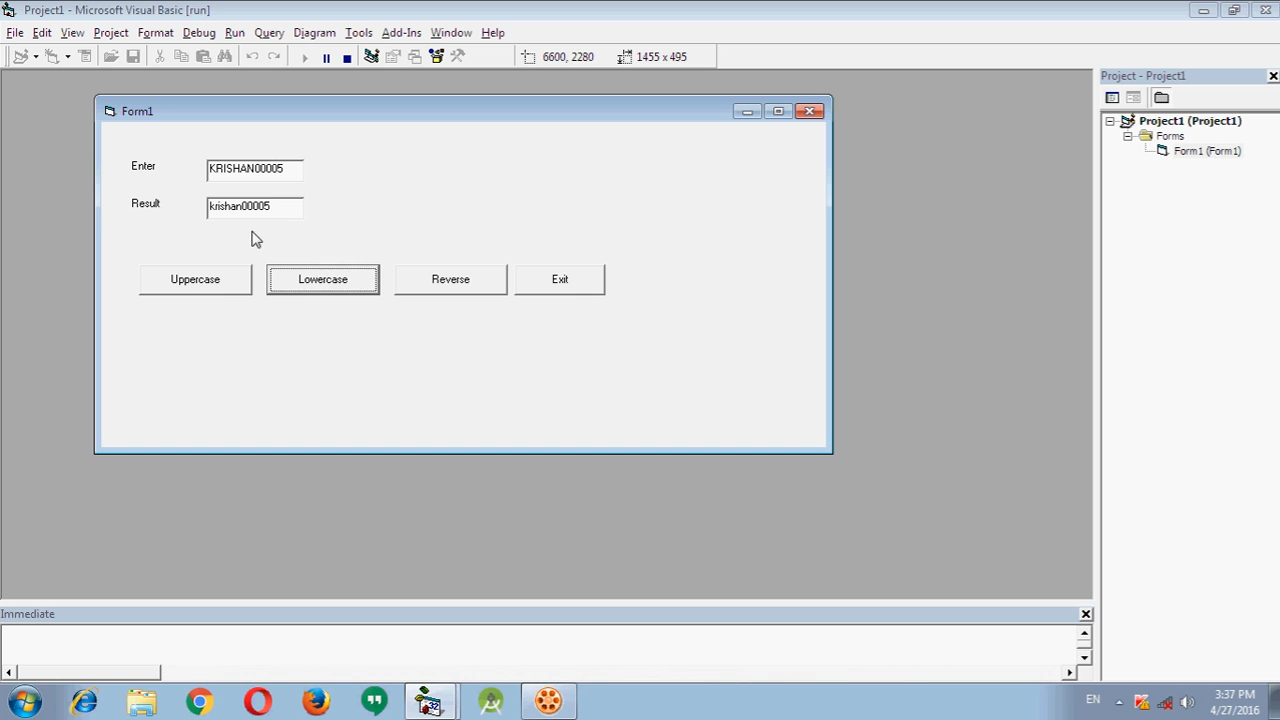 Project1 - Microsoft Visual Basic [run]
File Edit View Project Format Debug Run Query Diagram Tools Add-Ins Window Help
6600, 2280 1455 x 495
Project - Project1
Project1 (Project1)
Forms
Form1 (Form1)
Form1
Enter KRISHAN00005
Result krishan00005
Uppercase Lowercase Reverse Exit
Immediate
32
EN
3:37 PM
4/27/2016